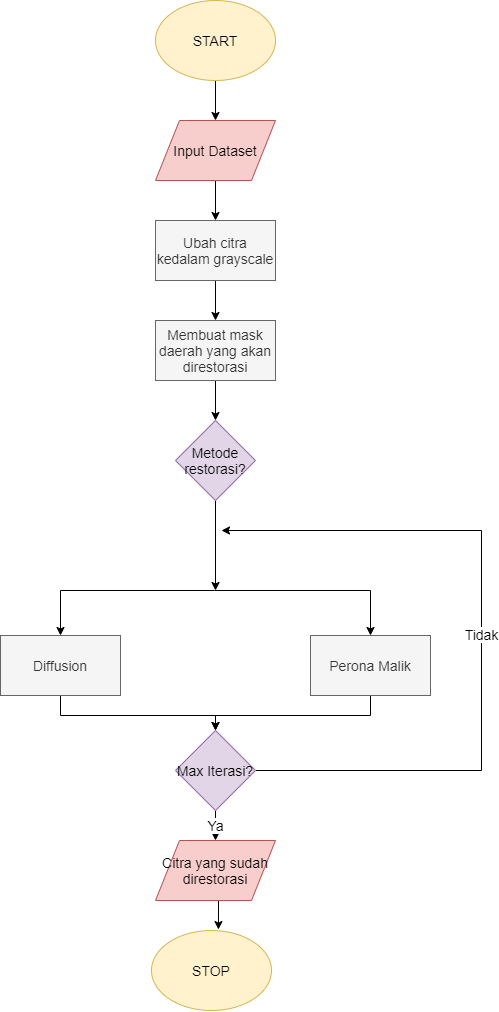 START
Input Dataset
Ubah citra
kedalam grayscale
Membuat mask
daerah yang akan
direstorasi
Metode
restorasi?
Tidak
Diffusion
Perona Malik
Max Iterasi?
Ya
Citra yang sudah
direstorasi
STOP